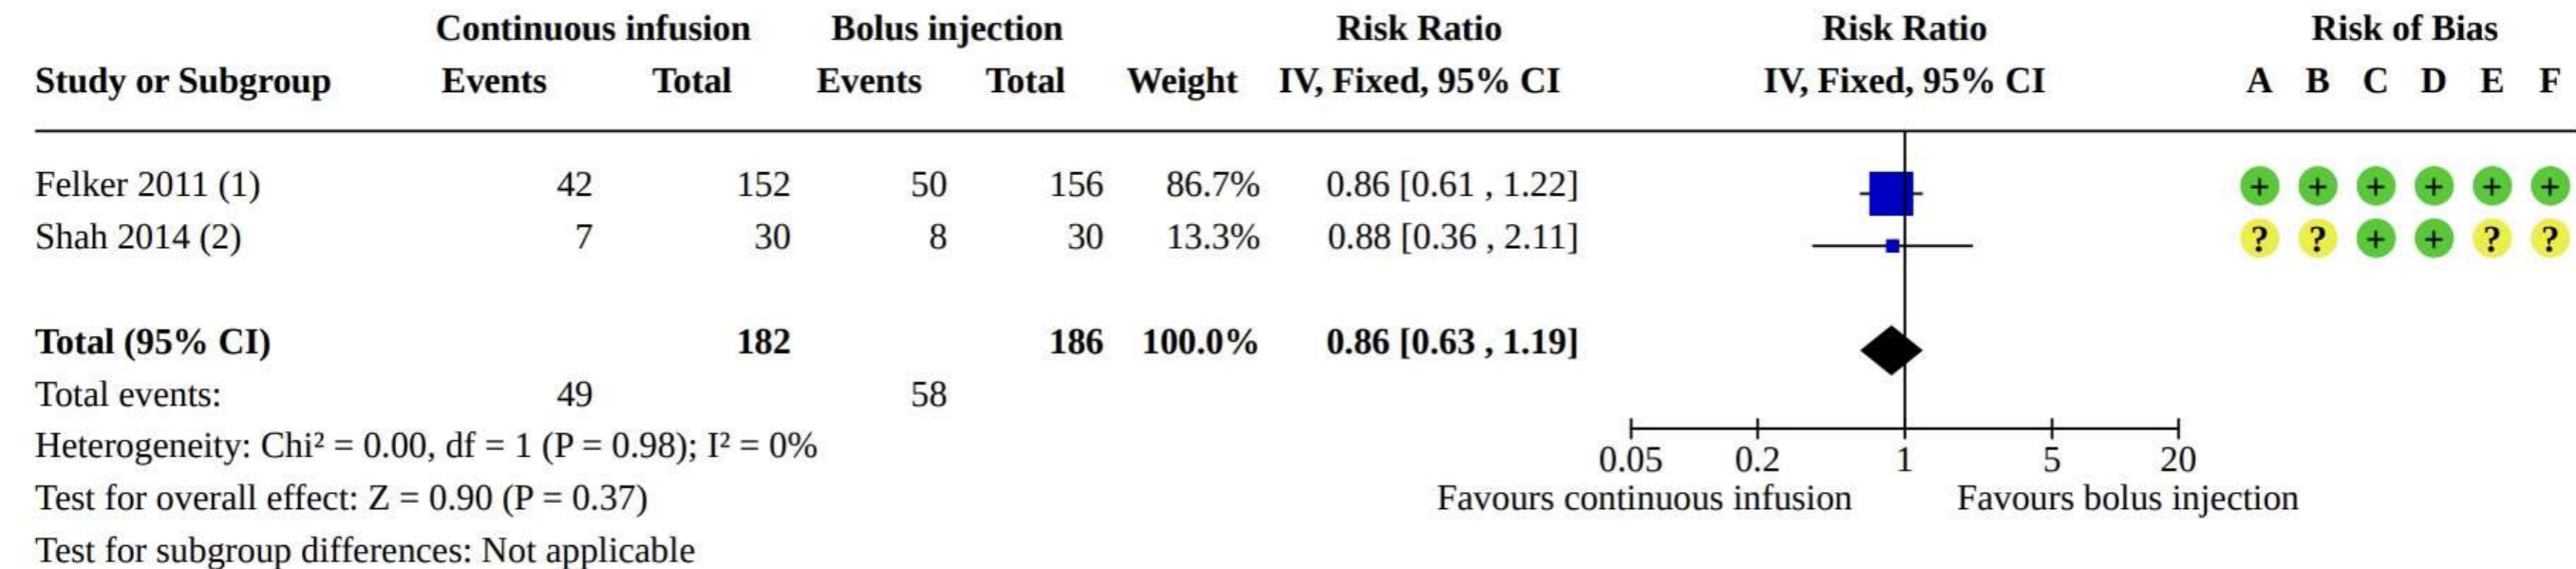 Continuous infusion Bolus injection Risk Ratio Risk Ratio Risk of Bias
Study or Subgroup Events Total Events Total Weight IV, Fixed, 95% CI IV, Fixed, 95% CI A B C D E F
Felker 2011 (1) 42 152 50 156 86.7% 0.86 [0.61 , 1.22] + + + + + +
Shah 2014 (2) 7 30 8 30 13.3% 0.88 [0.36 , 2.11] ? ? + + ? ?
Total (95% CI) 182 186 100.0% 0.86 [0.63 , 1.19]
Total events: 49 58
Heterogeneity: Chi² = 0.00, df = 1 (P = 0.98); I² = 0%
0.05 0.2 1 5 20
Test for overall effect: Z = 0.90 (P = 0.37) Favours continuous infusion Favours bolus injection
Test for subgroup differences: Not applicable